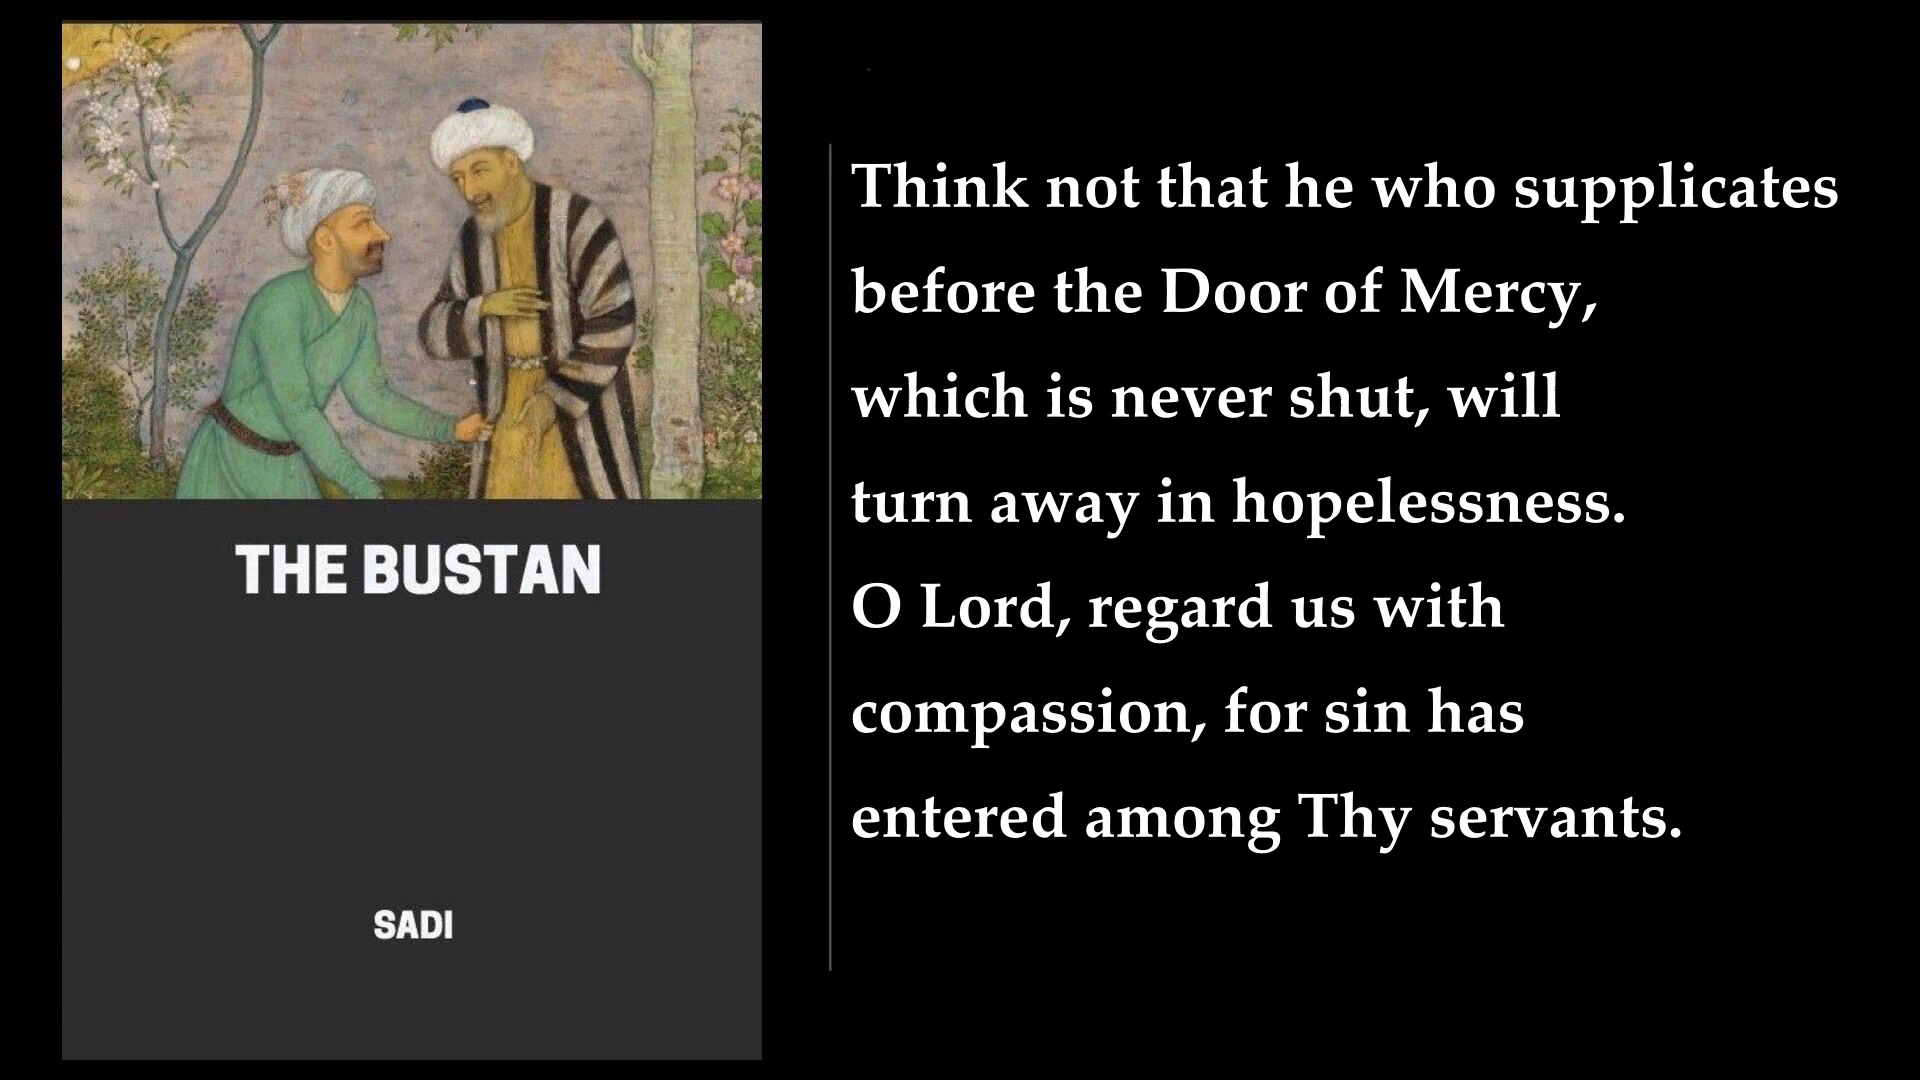 THE BUSTAN
SADI
Think not that he who supplicates
before the Door of Mercy,
which is never shut, will
turn away in hopelessness.
O Lord, regard us with
compassion, for sin has
entered among Thy servants.